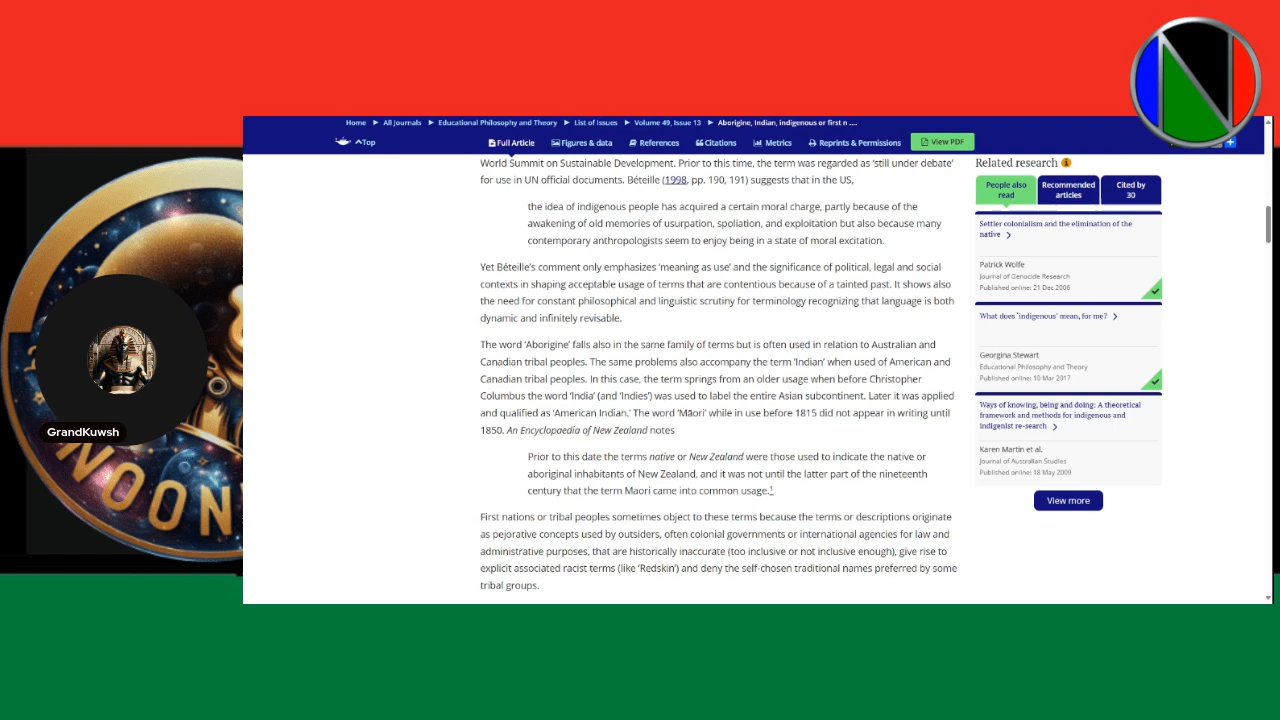 Home ▶ All Journals ▶ Educational Philosophy and Theory ▶ List of Issues ▶ Volume 49, Issue 13 ▶ Aborigine, Indian, indigenous or first n ....
Top
Full Article Figures & data References Citations Metrics Reprints & Permissions View PDF
World Summit on Sustainable Development. Prior to this time, the term was regarded as ‘still under debate’
for use in UN official documents. Béteille (1998, pp. 190, 191) suggests that in the US,
the idea of indigenous people has acquired a certain moral charge, partly because of the
awakening of old memories of usurpation, spoliation, and exploitation but also because many
contemporary anthropologists seem to enjoy being in a state of moral excitation.
Yet Béteille’s comment only emphasizes ‘meaning as use’ and the significance of political, legal and social
contexts in shaping acceptable usage of terms that are contentious because of a tainted past. It shows also
the need for constant philosophical and linguistic scrutiny for terminology recognizing that language is both
dynamic and infinitely revisable.
The word ‘Aborigine’ falls also in the same family of terms but is often used in relation to Australian and
Canadian tribal peoples. The same problems also accompany the term ‘Indian’ when used of American and
Canadian tribal peoples. In this case, the term springs from an older usage when before Christopher
Columbus the word ‘India’ (and ‘Indies’) was used to label the entire Asian subcontinent. Later it was applied
and qualified as ‘American Indian.’ The word ‘Māori’ while in use before 1815 did not appear in writing until
1850. An Encyclopaedia of New Zealand notes
Prior to this date the terms native or New Zealand were those used to indicate the native or
aboriginal inhabitants of New Zealand, and it was not until the latter part of the nineteenth
century that the term Maori came into common usage.1
First nations or tribal peoples sometimes object to these terms because the terms or descriptions originate
as pejorative concepts used by outsiders, often colonial governments or international agencies for law and
administrative purposes, that are historically inaccurate (too inclusive or not inclusive enough), give rise to
explicit associated racist terms (like ‘Redskin’) and deny the self-chosen traditional names preferred by some
tribal groups.
Related research
People also read
Recommended articles
Cited by 30
Settler colonialism and the elimination of the
native
Patrick Wolfe
Journal of Genocide Research
Published online: 21 Dec 2006
What does ‘indigenous’ mean, for me?
Georgina Stewart
Educational Philosophy and Theory
Published online: 10 Mar 2017
Ways of knowing, being and doing: A theoretical
framework and methods for indigenous and
indigenist re-search
Karen Martin et al.
Journal of Australian Studies
Published online: 18 May 2009
View more
GrandKuwsh
NOON
N